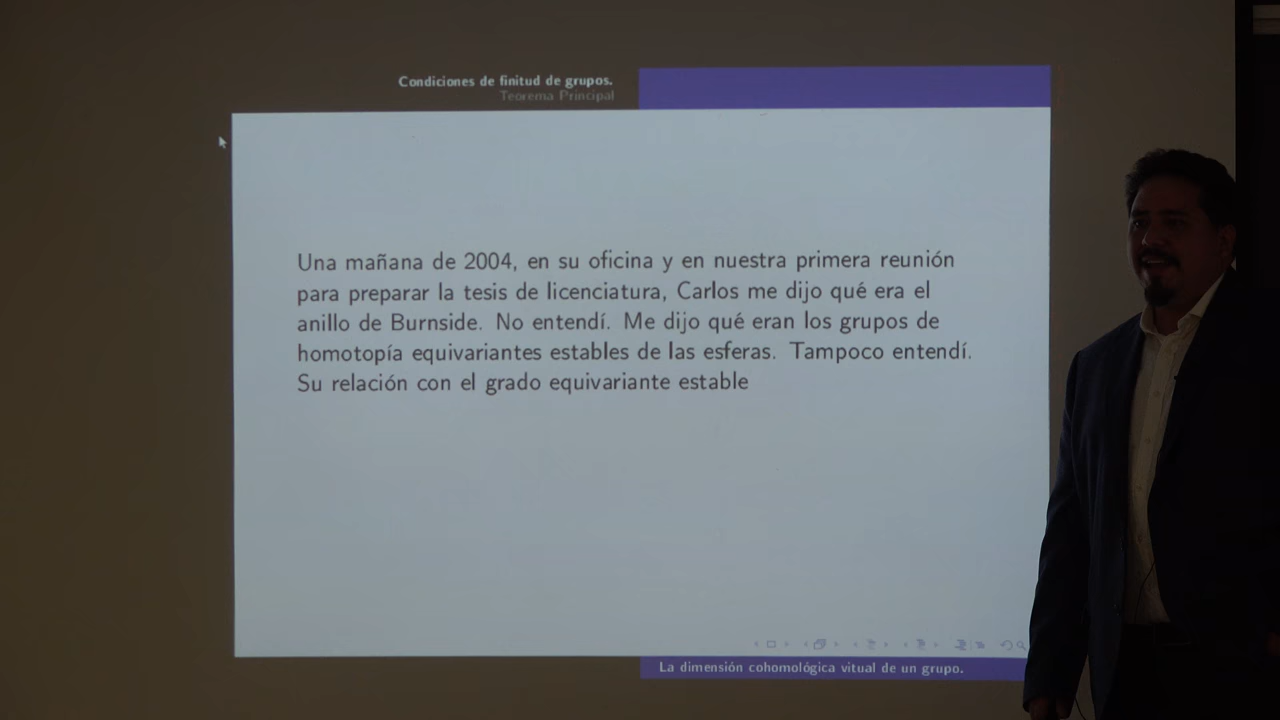 Condiciones de finitud de grupos.
Teorema Principal
Una mañana de 2004, en su oficina y en nuestra primera reunión
para preparar la tesis de licenciatura, Carlos me dijo qué era el
anillo de Burnside. No entendí. Me dijo qué eran los grupos de
homotopía equivariantes estables de las esferas. Tampoco entendí.
Su relación con el grado equivariante estable
La dimensión cohomológica vitual de un grupo.